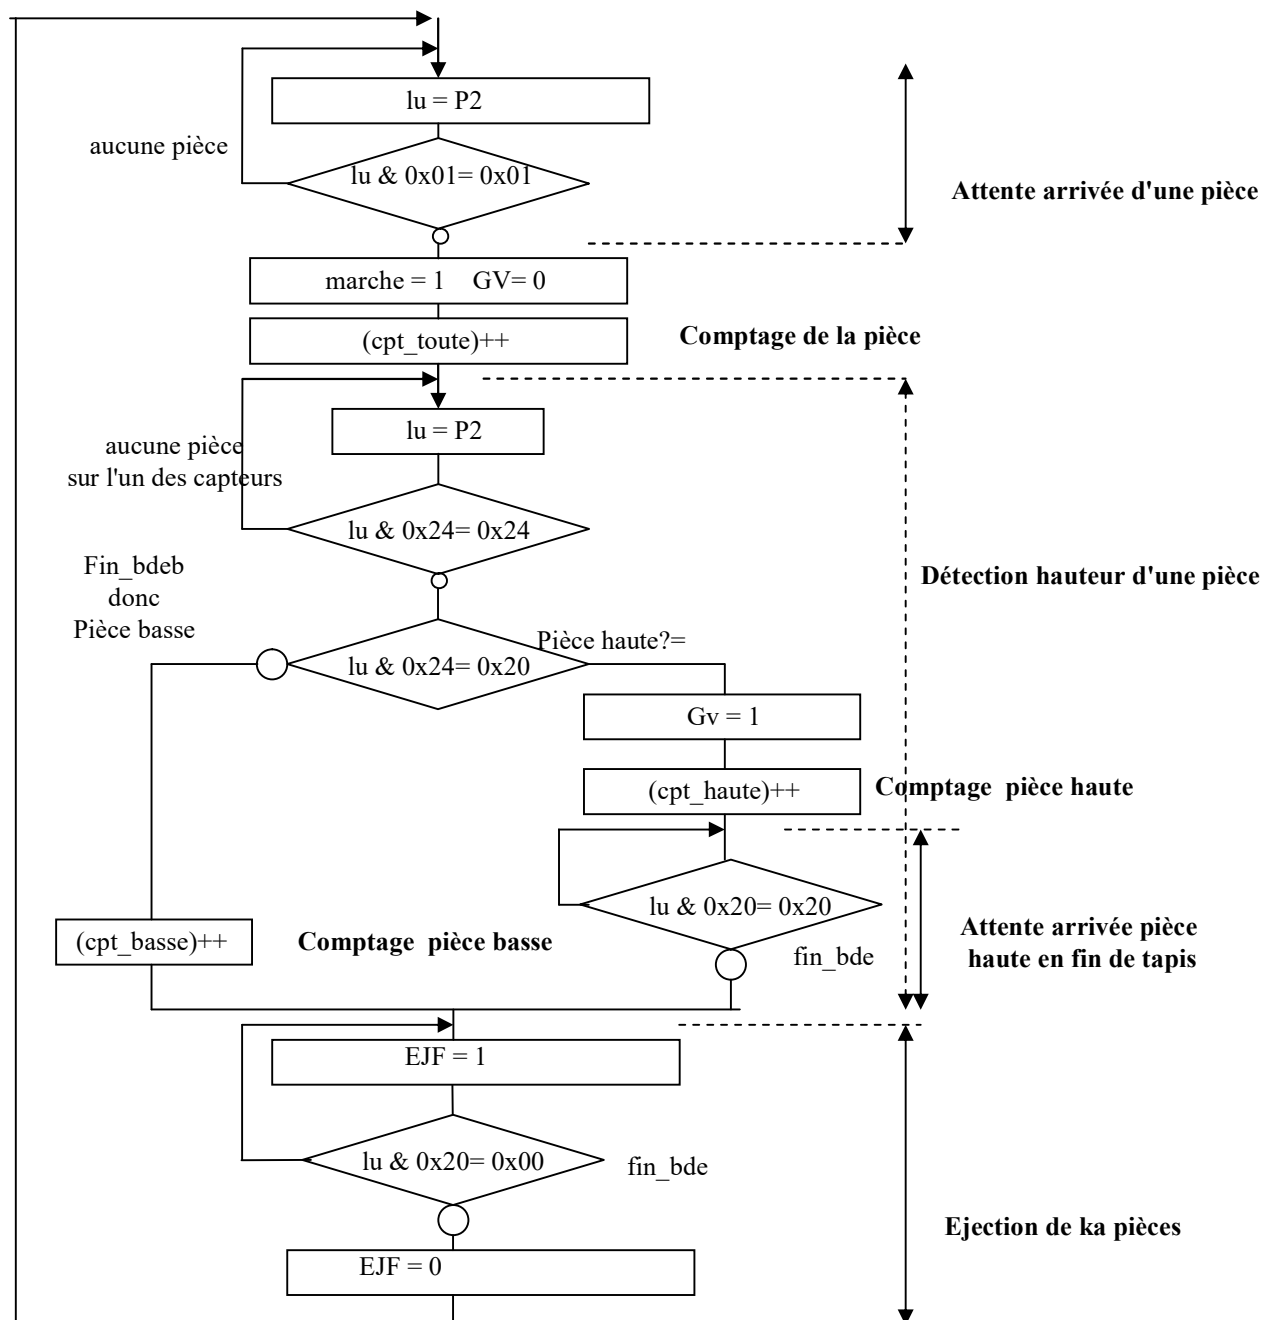 lu = P2
aucune pièce
lu & 0x01= 0x01
Attente arrivée d'une pièce
marche = 1 GV= 0
(cpt_toute)++
Comptage de la pièce
lu = P2
aucune pièce
sur l'un des capteurs
lu & 0x24= 0x24
Fin_bdeb
donc
Pièce basse
Détection hauteur d'une pièce
Pièce haute?=
lu & 0x24= 0x20
Gv = 1
(cpt_haute)++
Comptage pièce haute
lu & 0x20= 0x20
(cpt_basse)++
Comptage pièce basse
fin_bde
Attente arrivée pièce
haute en fin de tapis
EJF = 1
lu & 0x20= 0x00
fin_bde
Ejection de ka pièces
EJF = 0